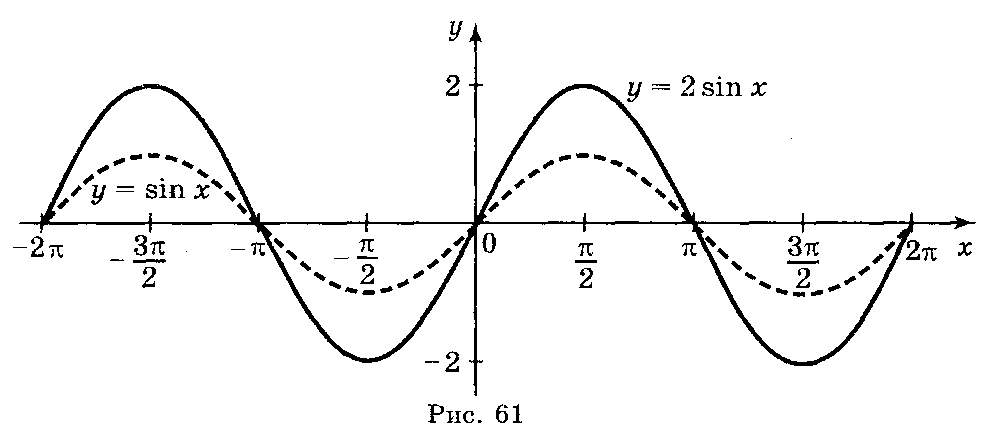 y
2
y = 2 sin x
y = sin x
−2π
−3π/2
−π
−π/2
0
π/2
π
3π/2
2π
x
−2
Рис. 61